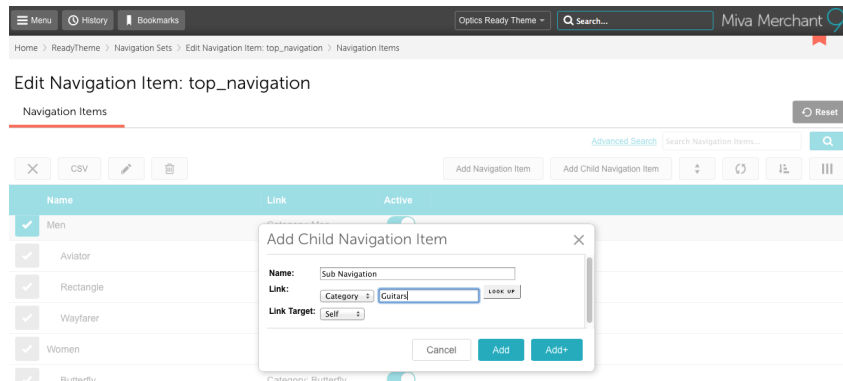 Menu History Bookmarks Optics Ready Theme Search... Miva Merchant 9
Home > ReadyTheme > Navigation Sets > Edit Navigation Item: top_navigation > Navigation Items
Edit Navigation Item: top_navigation
Navigation Items Reset
Advanced Search Search Navigation Items...
CSV Add Navigation Item Add Child Navigation Item
Name Link Active
Men Category: Men
Add Child Navigation Item
Aviator
Name: Sub Navigation
Rectangle
Link: Category Guitars LOOK UP
Link Target: Self
Wayfarer
Women Cancel Add Add+
Butterfly Category: Butterfly